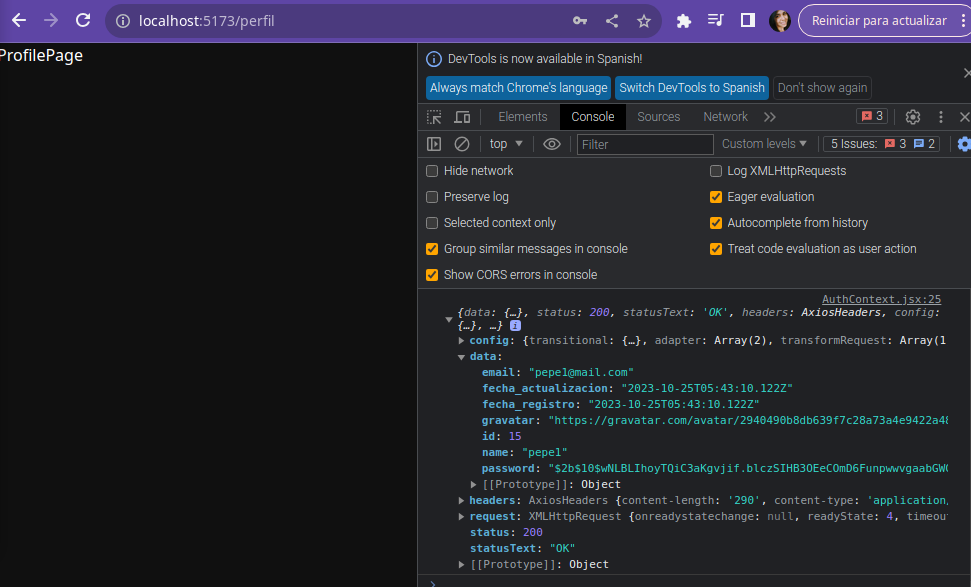 localhost:5173/perfil
Reiniciar para actualizar
ProfilePage
DevTools is now available in Spanish!
Always match Chrome's language Switch DevTools to Spanish Don't show again
Elements Console Sources Network 3
top Filter Custom levels 5 Issues: 3 2
Hide network Log XMLHttpRequests
Preserve log Eager evaluation
Selected context only Autocomplete from history
Group similar messages in console Treat code evaluation as user action
Show CORS errors in console
AuthContext.jsx:25
{data: {…}, status: 200, statusText: 'OK', headers: AxiosHeaders, config:
{…}, …} i
config: {transitional: {…}, adapter: Array(2), transformRequest: Array(1
data:
email: "pepe1@mail.com"
fecha_actualizacion: "2023-10-25T05:43:10.122Z"
fecha_registro: "2023-10-25T05:43:10.122Z"
gravatar: "https://gravatar.com/avatar/2940490b8db639f7c28a73a4e9422a48
id: 15
name: "pepe1"
password: "$2b$10$wNLBLIhoyTQiC3aKgvjif.blczSIHB3OEeCOmD6FunpwwvgaabGWO
[[Prototype]]: Object
headers: AxiosHeaders {content-length: '290', content-type: 'application,
request: XMLHttpRequest {onreadystatechange: null, readyState: 4, timeou
status: 200
statusText: "OK"
[[Prototype]]: Object